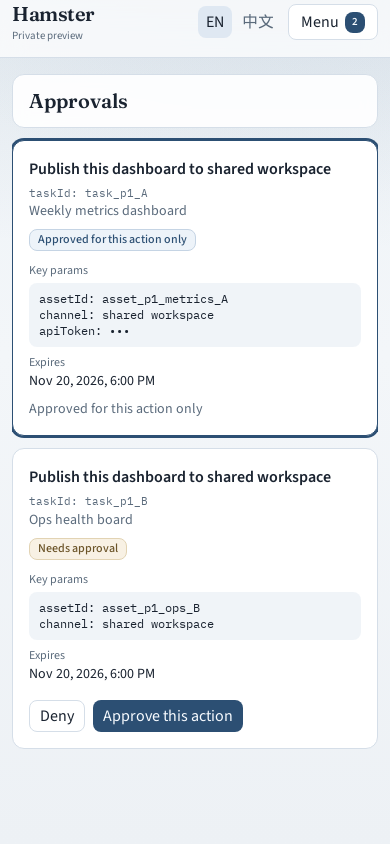 Hamster
Private preview
EN
中文
Menu 2
Approvals
Publish this dashboard to shared workspace
taskId: task_p1_A
Weekly metrics dashboard
Approved for this action only
Key params
assetId: asset_p1_metrics_A
channel: shared workspace
apiToken: •••
Expires
Nov 20, 2026, 6:00 PM
Approved for this action only
Publish this dashboard to shared workspace
taskId: task_p1_B
Ops health board
Needs approval
Key params
assetId: asset_p1_ops_B
channel: shared workspace
Expires
Nov 20, 2026, 6:00 PM
Deny
Approve this action